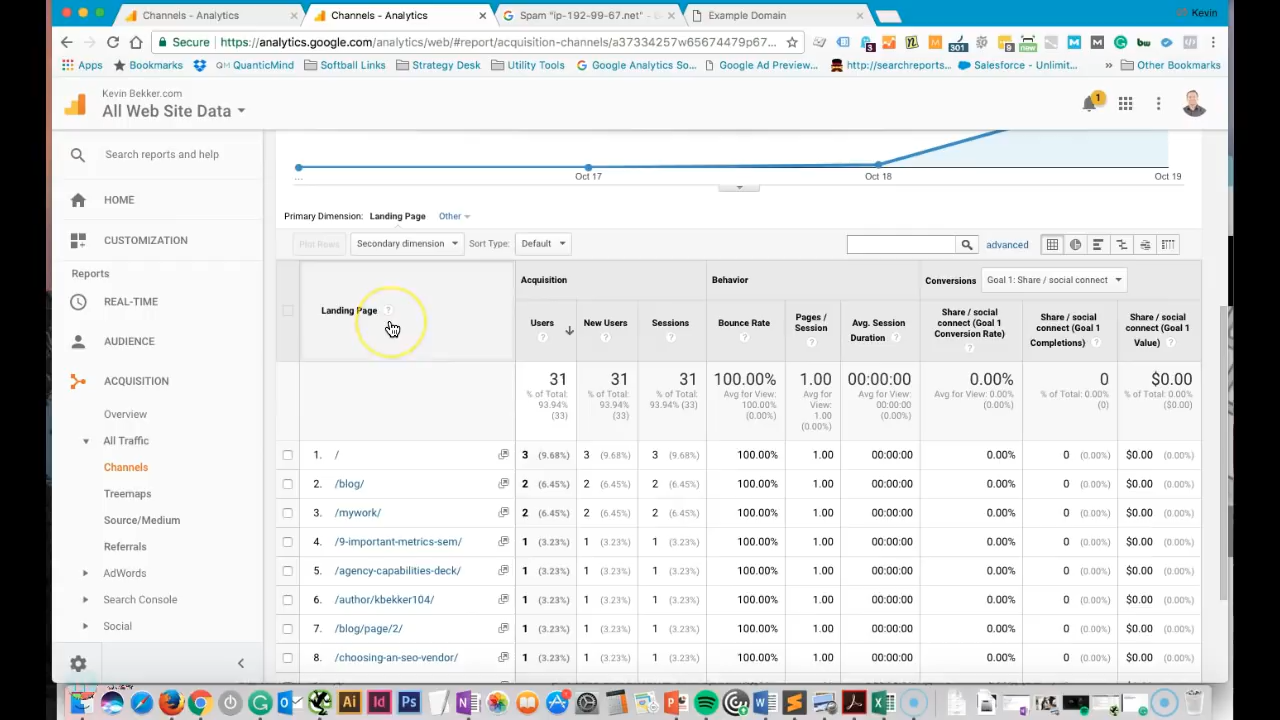 Channels - Analytics
Channels - Analytics
Spam "ip-192-99-67.net" -
Example Domain
Kevin
Secure
https://analytics.google.com/analytics/web/#report/acquisition-channels/a37334257w65674479p67...
Apps
Bookmarks
QuanticMind
Softball Links
Strategy Desk
Utility Tools
Google Analytics So...
Google Ad Preview...
http://searchreports...
Salesforce - Unlimit...
Other Bookmarks
Kevin Bekker.com
All Web Site Data
1
Search reports and help
HOME
CUSTOMIZATION
Reports
REAL-TIME
AUDIENCE
ACQUISITION
Overview
All Traffic
Channels
Treemaps
Source/Medium
Referrals
AdWords
Search Console
Social
...
Oct 17
Oct 18
Oct 19
Primary Dimension: Landing Page Other
Plot Rows
Secondary dimension
Sort Type: Default
advanced
Acquisition
Behavior
Conversions Goal 1: Share / social connect
Landing Page
Users
New Users
Sessions
Bounce Rate
Pages / Session
Avg. Session Duration
Share / social connect (Goal 1 Conversion Rate)
Share / social connect (Goal 1 Completions)
Share / social connect (Goal 1 Value)
31 % of Total: 93.94% (33)
31 % of Total: 93.94% (33)
31 % of Total: 93.94% (33)
100.00% Avg for View: 100.00% (0.00%)
1.00 Avg for View: 1.00 (0.00%)
00:00:00 Avg for View: 00:00:00 (0.00%)
0.00% Avg for View: 0.00% (0.00%)
0 % of Total: 0.00% (0)
$0.00 % of Total: 0.00% ($0.00)
1. / 3 (9.68%) 3 (9.68%) 3 (9.68%) 100.00% 1.00 00:00:00 0.00% 0 (0.00%) $0.00 (0.00%)
2. /blog/ 2 (6.45%) 2 (6.45%) 2 (6.45%) 100.00% 1.00 00:00:00 0.00% 0 (0.00%) $0.00 (0.00%)
3. /mywork/ 2 (6.45%) 2 (6.45%) 2 (6.45%) 100.00% 1.00 00:00:00 0.00% 0 (0.00%) $0.00 (0.00%)
4. /9-important-metrics-sem/ 1 (3.23%) 1 (3.23%) 1 (3.23%) 100.00% 1.00 00:00:00 0.00% 0 (0.00%) $0.00 (0.00%)
5. /agency-capabilities-deck/ 1 (3.23%) 1 (3.23%) 1 (3.23%) 100.00% 1.00 00:00:00 0.00% 0 (0.00%) $0.00 (0.00%)
6. /author/kbekker104/ 1 (3.23%) 1 (3.23%) 1 (3.23%) 100.00% 1.00 00:00:00 0.00% 0 (0.00%) $0.00 (0.00%)
7. /blog/page/2/ 1 (3.23%) 1 (3.23%) 1 (3.23%) 100.00% 1.00 00:00:00 0.00% 0 (0.00%) $0.00 (0.00%)
8. /choosing-an-seo-vendor/ 1 (3.23%) 1 (3.23%) 1 (3.23%) 100.00% 1.00 00:00:00 0.00% 0 (0.00%) $0.00 (0.00%)